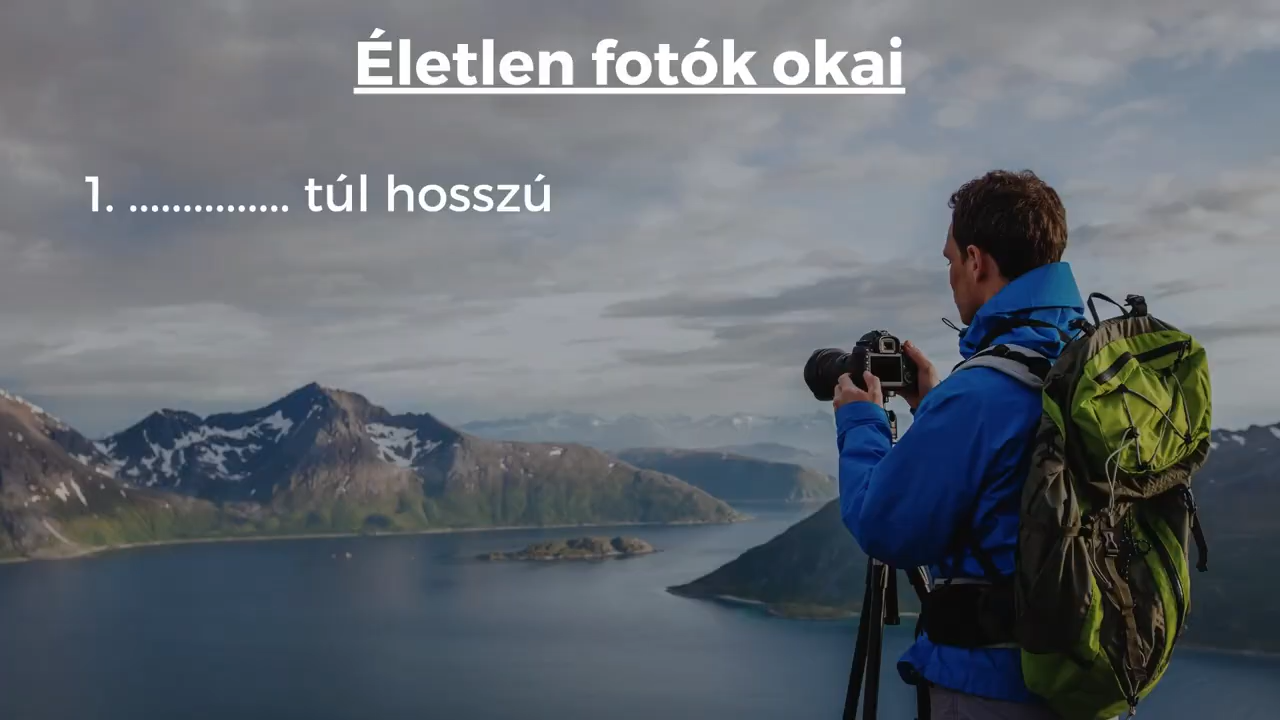 Életlen fotók okai
1. ............... túl hosszú